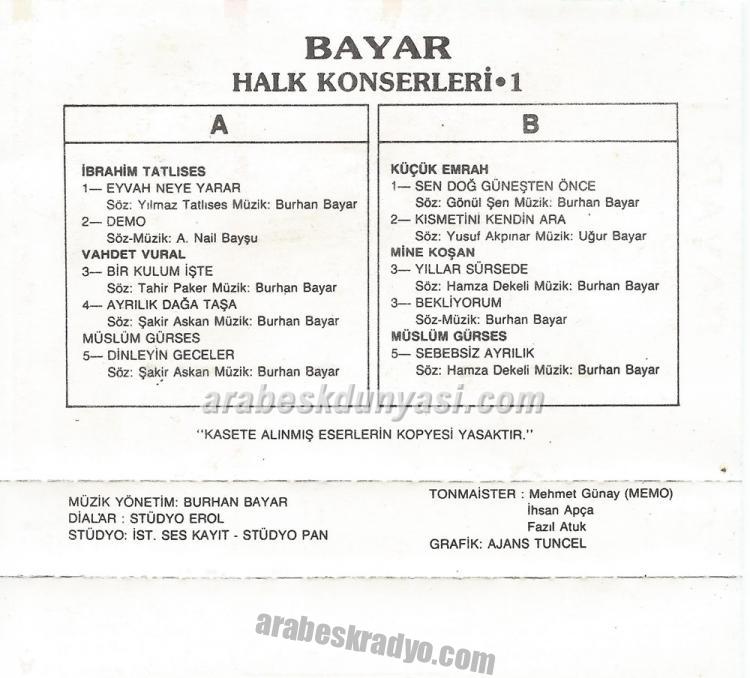 BAYAR
HALK KONSERLERİ•1
A
İBRAHİM TATLISES
1— EYVAH NEYE YARAR
Söz: Yılmaz Tatlıses Müzik: Burhan Bayar
2— DEMO
Söz-Müzik: A. Nail Bayşu
VAHDET VURAL
3— BİR KULUM İŞTE
Söz: Tahir Paker Müzik: Burhan Bayar
4— AYRILIK DAĞA TAŞA
Söz: Şakir Askan Müzik: Burhan Bayar
MÜSLÜM GÜRSES
5— DİNLEYİN GECELER
Söz: Şakir Askan Müzik: Burhan Bayar
B
KÜÇÜK EMRAH
1— SEN DOĞ GÜNEŞTEN ÖNCE
Söz: Gönül Şen Müzik: Burhan Bayar
2— KISMETİNİ KENDİN ARA
Söz: Yusuf Akpınar Müzik: Uğur Bayar
MİNE KOŞAN
3— YILLAR SÜRSEDE
Söz: Hamza Dekeli Müzik: Burhan Bayar
3— BEKLİYORUM
Söz-Müzik: Burhan Bayar
MÜSLÜM GÜRSES
5— SEBEBSİZ AYRILIK
Söz: Hamza Dekeli Müzik: Burhan Bayar
arabeskdunyasi.com
"KASETE ALINMIŞ ESERLERİN KOPYESİ YASAKTIR."
MÜZİK YÖNETİM: BURHAN BAYAR
DİALAR : STÜDYO EROL
STÜDYO: İST. SES KAYIT - STÜDYO PAN
TONMAISTER : Mehmet Günay (MEMO)
İhsan Apça
Fazıl Atuk
GRAFİK: AJANS TUNCEL
arabeskradyo.com